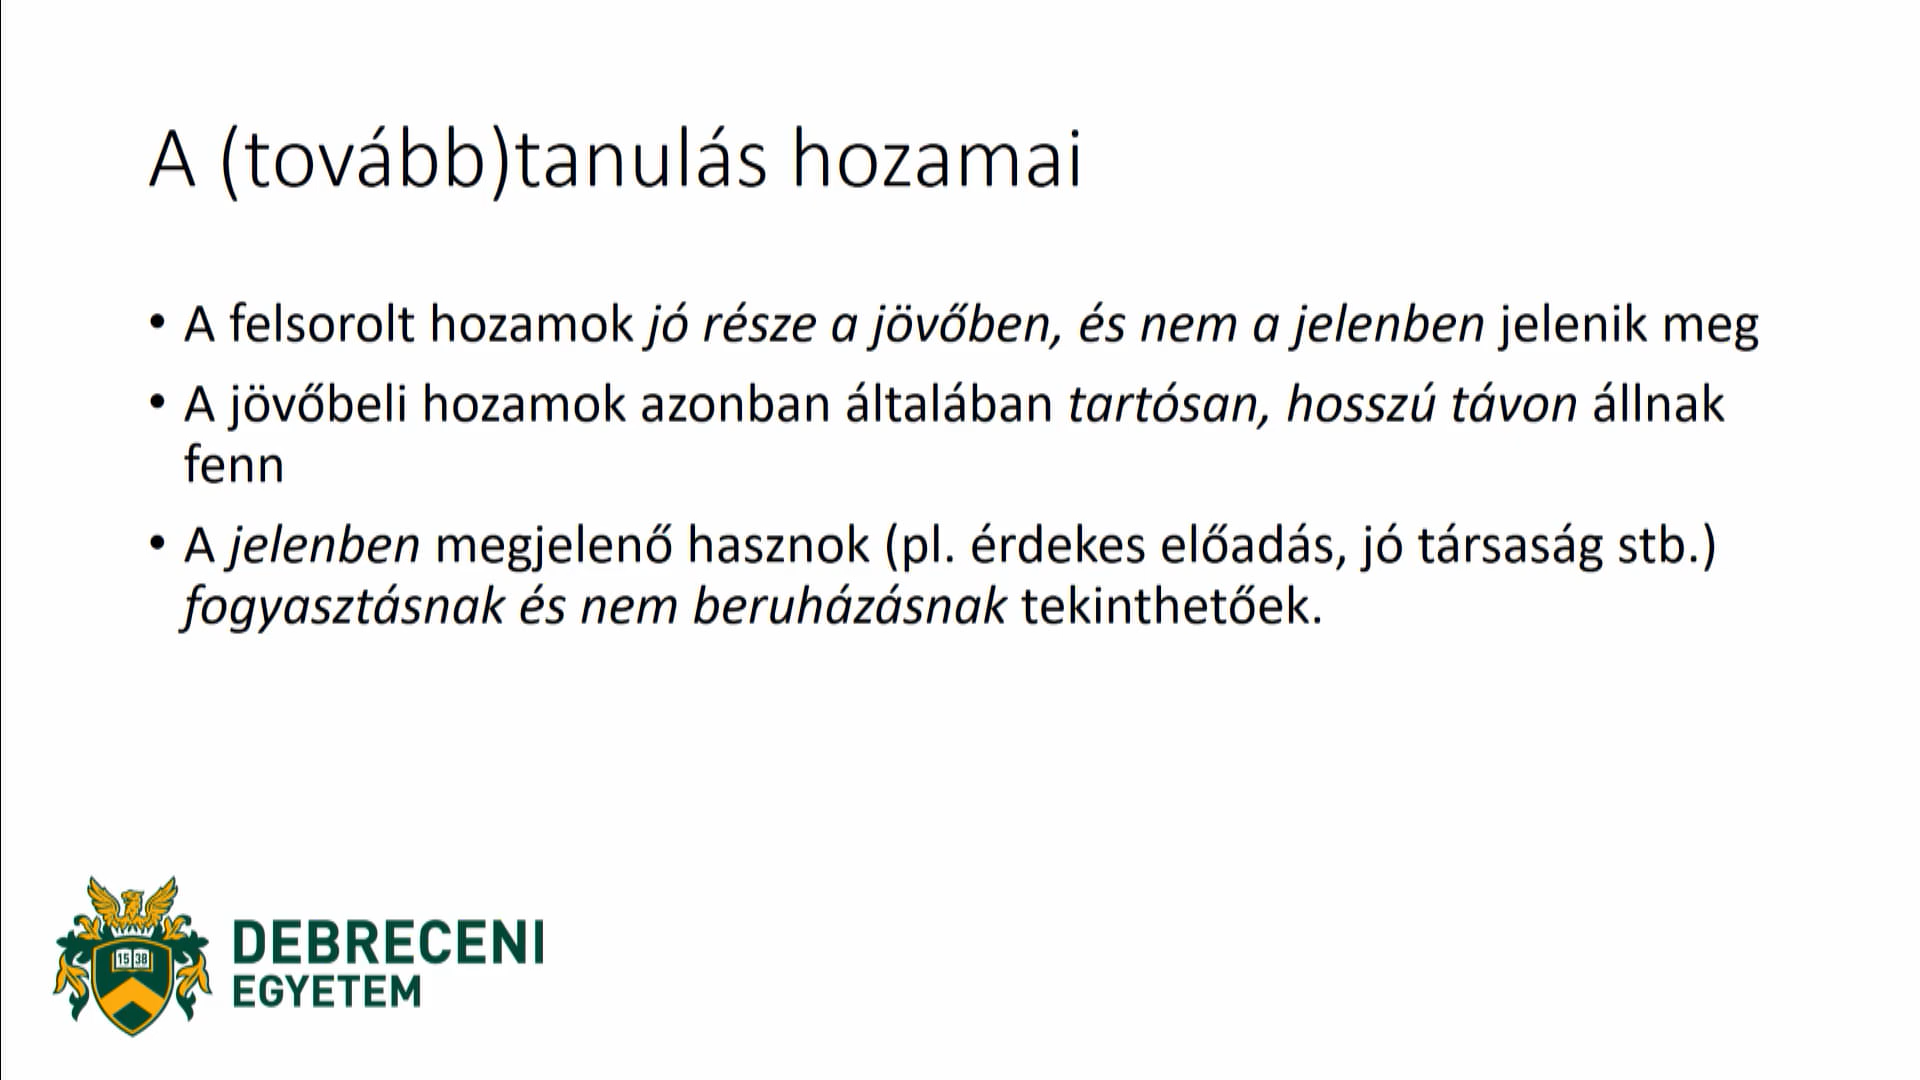 A (tovább)tanulás hozamai
• A felsorolt hozamok jó része a jövőben, és nem a jelenben jelenik meg
• A jövőbeli hozamok azonban általában tartósan, hosszú távon állnak
fenn
• A jelenben megjelenő hasznok (pl. érdekes előadás, jó társaság stb.)
fogyasztásnak és nem beruházásnak tekinthetőek.
15 38
DEBRECENI
EGYETEM